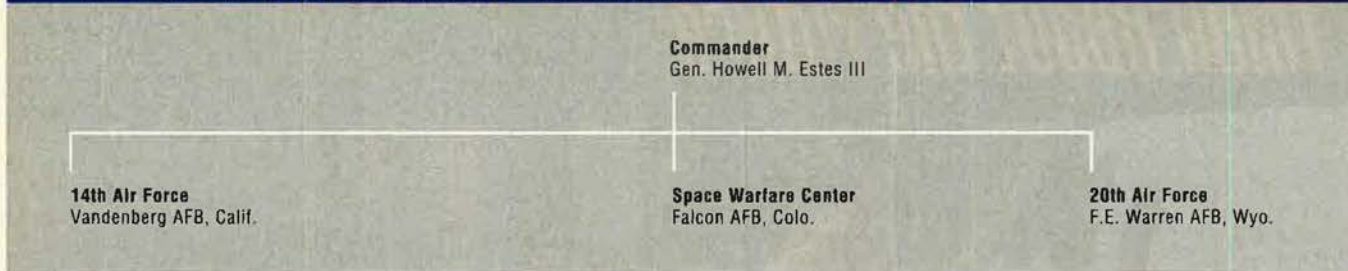 Commander
Gen. Howell M. Estes III
14th Air Force
Vandenberg AFB, Calif.
Space Warfare Center
Falcon AFB, Colo.
20th Air Force
F.E. Warren AFB, Wyo.